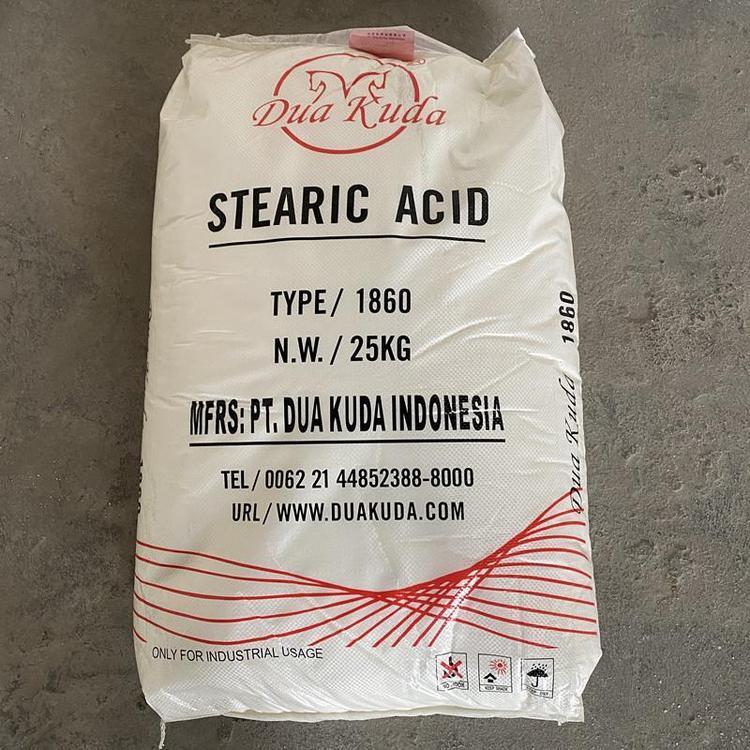 Dua Kuda
STEARIC ACID
TYPE/ 1860
N.W. / 25KG
MFRS: PT. DUA KUDA INDONESIA
TEL/ 0062 21 44852388-8000
URL/ WWW.DUAKUDA.COM
ONLY FOR INDUSTRIAL USAGE
Dua Kuda 1860